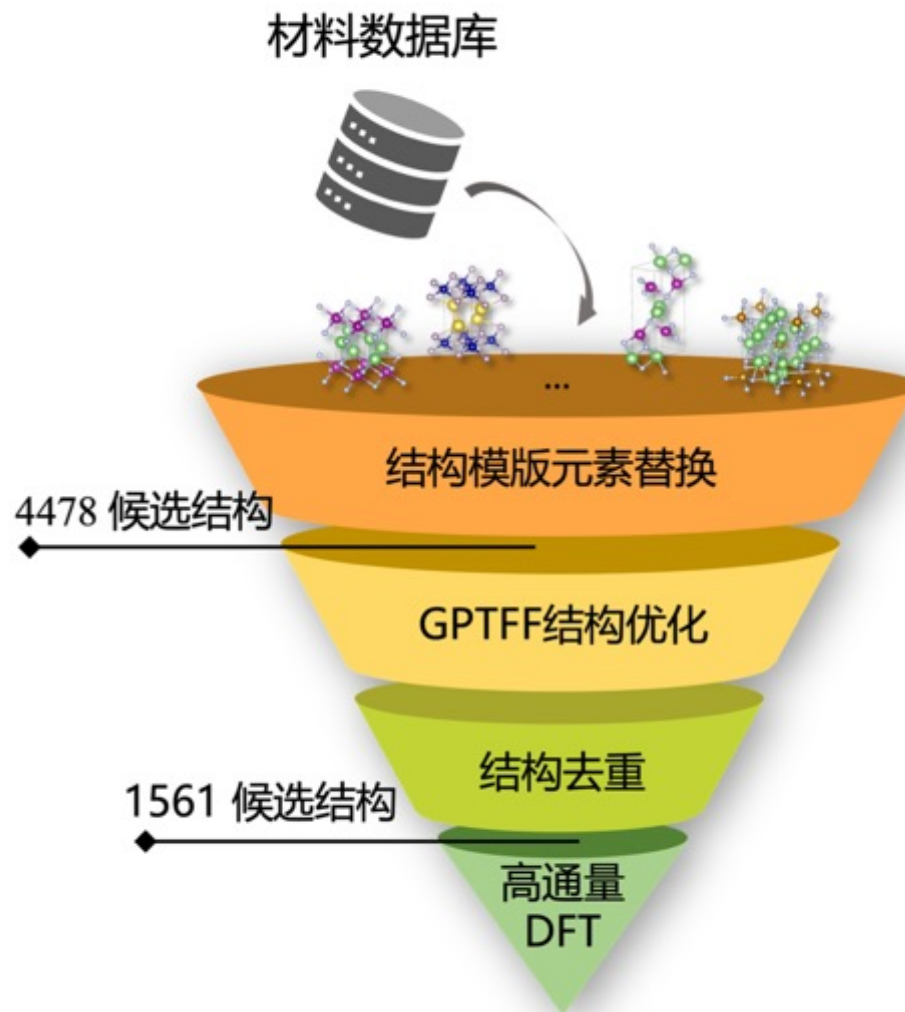 材料数据库
...
结构模版元素替换
4478 候选结构
GPTFF结构优化
结构去重
1561 候选结构
高通量
DFT